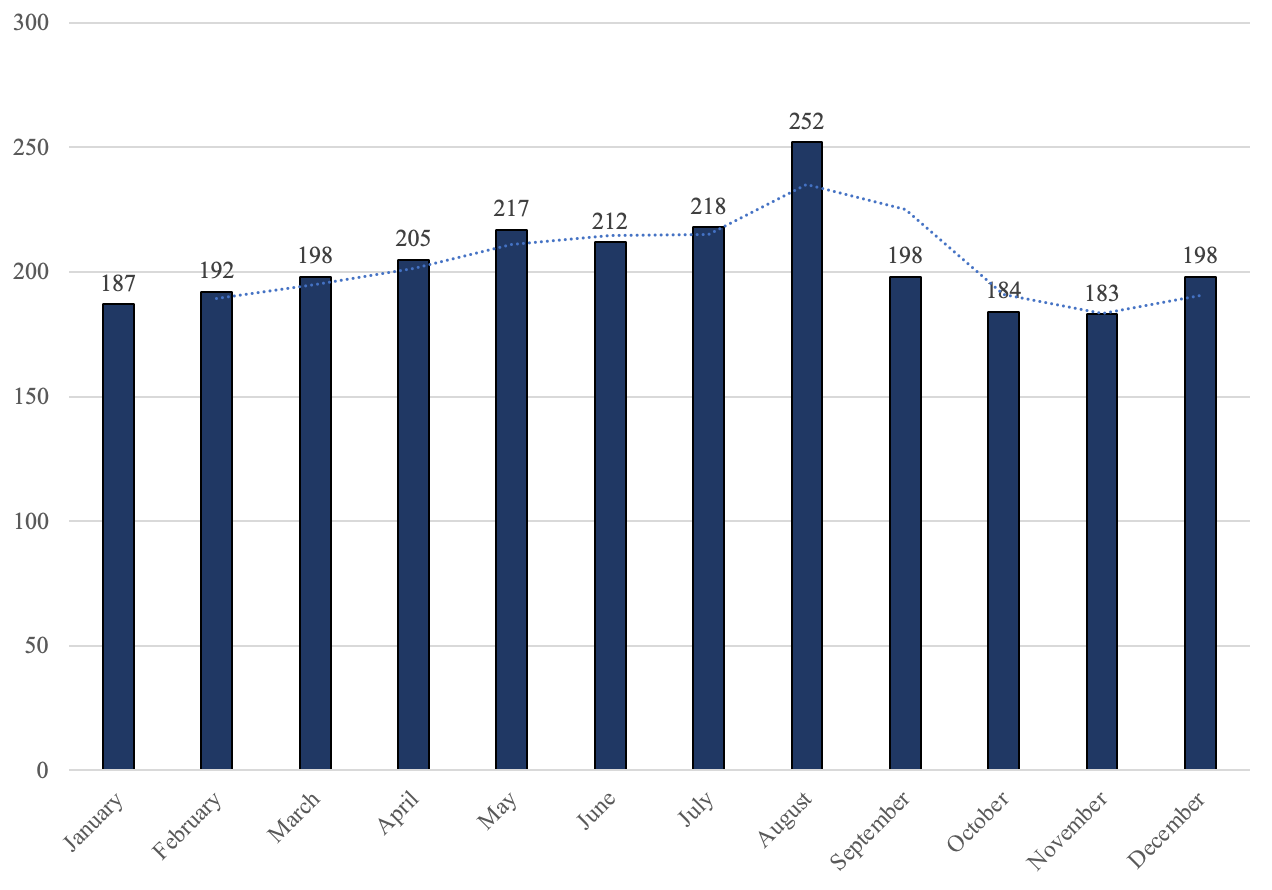 300
250
200
150
100
50
0
187
192
198
205
217
212
218
252
198
184
183
198
January
February
March
April
May
June
July
August
September
October
November
December